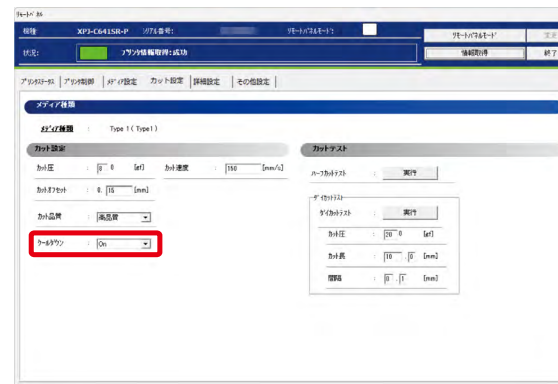 リモートパネル
機種: XPJ-C641SR-P シリアル番号: リモートパネルモード:
リモートパネルモード 変更
状況: プリンタ情報取得:成功
情報取得 終了
プリンタステータス プリンタ制御 メディア設定 カット設定 詳細設定 その他設定
メディア種類
メディア種類 : Type 1 ( Type1 )
カット設定
カット圧 : 8 0 [gf] カット速度 : 150 [mm/s]
カットオフセット : 0. 15 [mm]
カット品質 : 高品質
クールダウン : On
カットテスト
ハーフカットテスト : 実行
ダイカットテスト
ダイカットテスト : 実行
カット圧 : 20 0 [gf]
カット長 : 10 .0 [mm]
間隔 : 0 .1 [mm]